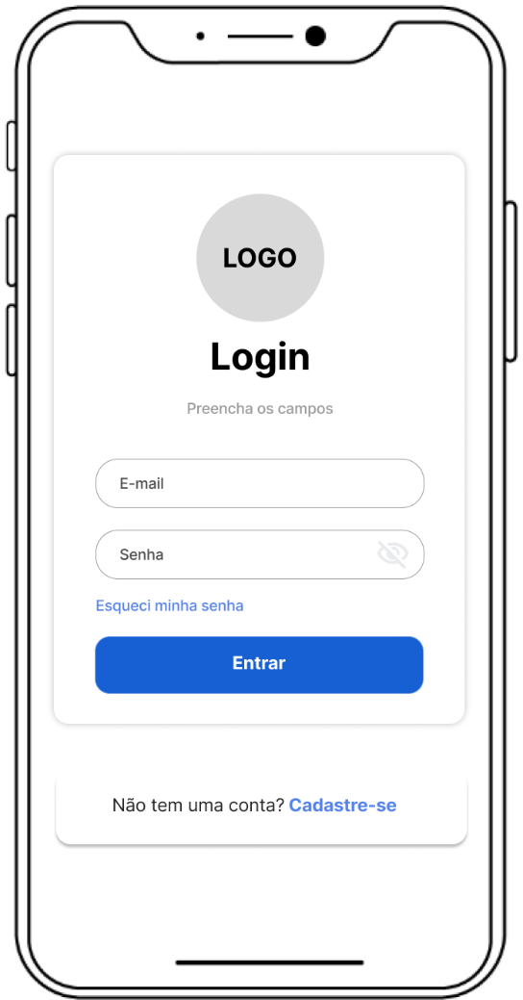 LOGO
Login
Preencha os campos
E-mail
Senha
Esqueci minha senha
Entrar
Não tem uma conta? Cadastre-se